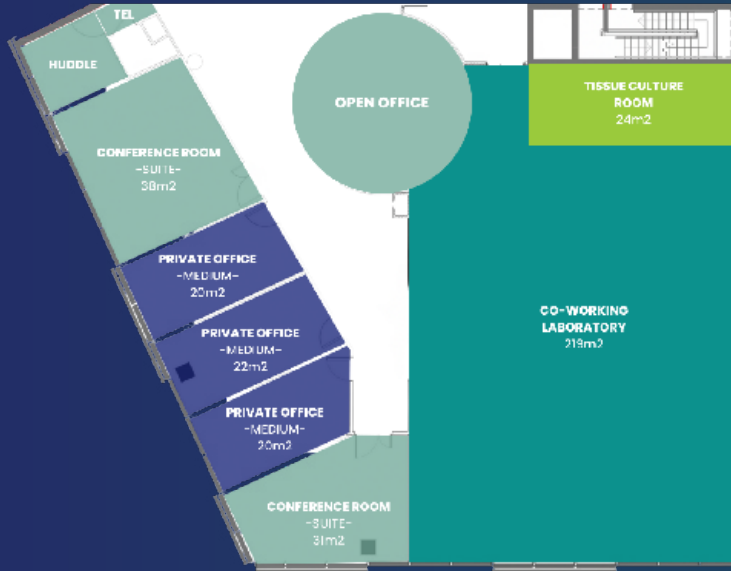 TEL
HUDDLE
OPEN OFFICE
TISSUE CULTURE
ROOM
24m2
CONFERENCE ROOM
-SUITE-
38m2
PRIVATE OFFICE
-MEDIUM-
20m2
PRIVATE OFFICE
-MEDIUM-
22m2
CO-WORKING
LABORATORY
219m2
PRIVATE OFFICE
-MEDIUM-
20m2
CONFERENCE ROOM
-SUITE-
31m2